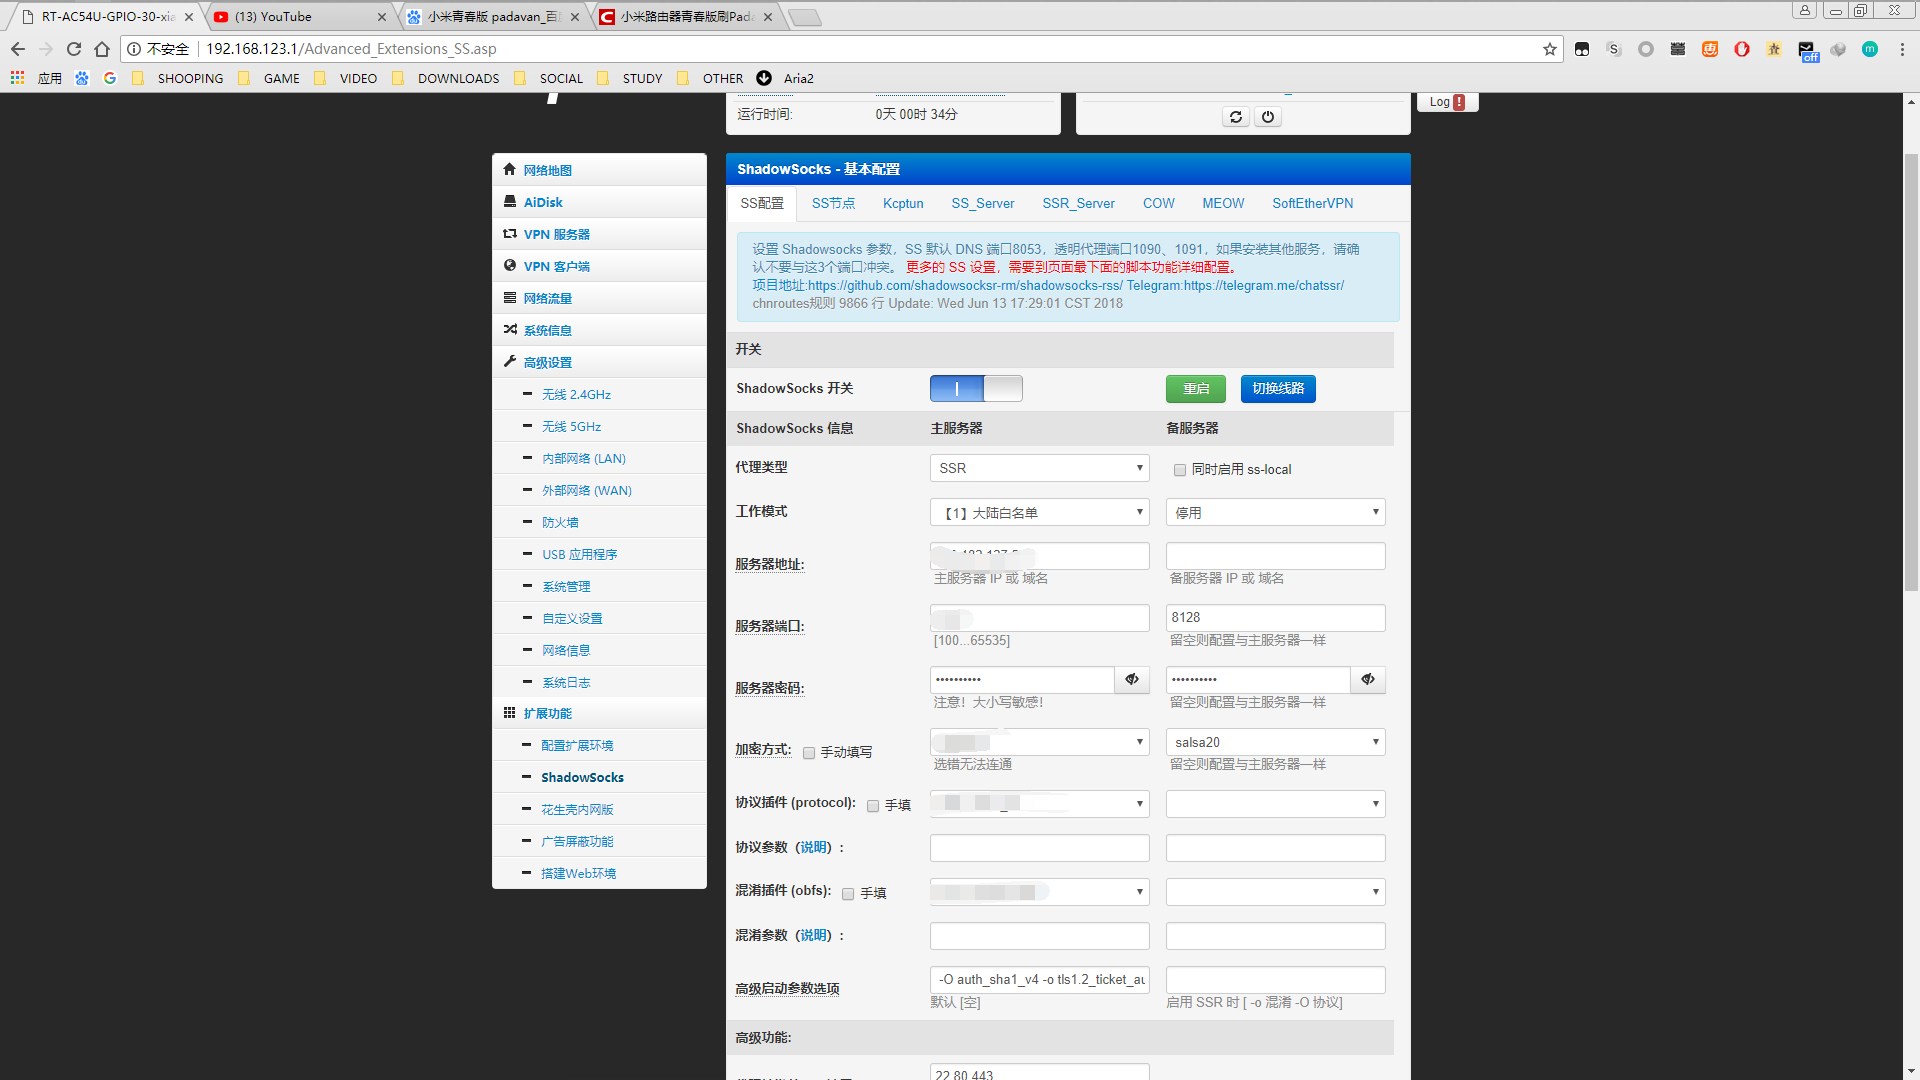 RT-AC54U-GPIO-30-xia
(13) YouTube
小米青春版 padavan_百
小米路由器青春版刷Pad
不安全
192.168.123.1/Advanced_Extensions_SS.asp
应用
SHOOPING
GAME
VIDEO
DOWNLOADS
SOCIAL
STUDY
OTHER
Aria2
运行时间:
0天 00时 34分
Log !
网络地图
AiDisk
VPN 服务器
VPN 客户端
网络流量
系统信息
高级设置
无线 2.4GHz
无线 5GHz
内部网络 (LAN)
外部网络 (WAN)
防火墙
USB 应用程序
系统管理
自定义设置
网络信息
系统日志
扩展功能
配置扩展环境
ShadowSocks
花生壳内网版
广告屏蔽功能
搭建Web环境
ShadowSocks - 基本配置
SS配置 SS节点 Kcptun SS_Server SSR_Server COW MEOW SoftEtherVPN
设置 Shadowsocks 参数，SS 默认 DNS 端口8053，透明代理端口1090、1091，如果安装其他服务，请确
认不要与这3个端口冲突。 更多的 SS 设置，需要到页面最下面的脚本功能详细配置。
项目地址:https://github.com/shadowsocksr-rm/shadowsocks-rss/ Telegram:https://telegram.me/chatssr/
chnroutes规则 9866 行 Update: Wed Jun 13 17:29:01 CST 2018
开关
ShadowSocks 开关 重启 切换线路
ShadowSocks 信息 主服务器 备服务器
代理类型 SSR 同时启用 ss-local
工作模式 【1】大陆白名单 停用
服务器地址:
主服务器 IP 或 域名 备服务器 IP 或 域名
服务器端口: 8128
[100...65535] 留空则配置与主服务器一样
服务器密码: •••••••••• ••••••••••
注意！大小写敏感！ 留空则配置与主服务器一样
加密方式: 手动填写 salsa20
选错无法连通 留空则配置与主服务器一样
协议插件 (protocol): 手填
协议参数（说明）:
混淆插件 (obfs): 手填
混淆参数（说明）:
高级启动参数选项 -O auth_sha1_v4 -o tls1.2_ticket_au
默认 [空] 启用 SSR 时 [ -o 混淆 -O 协议]
高级功能:
22,80,443
off
S
m